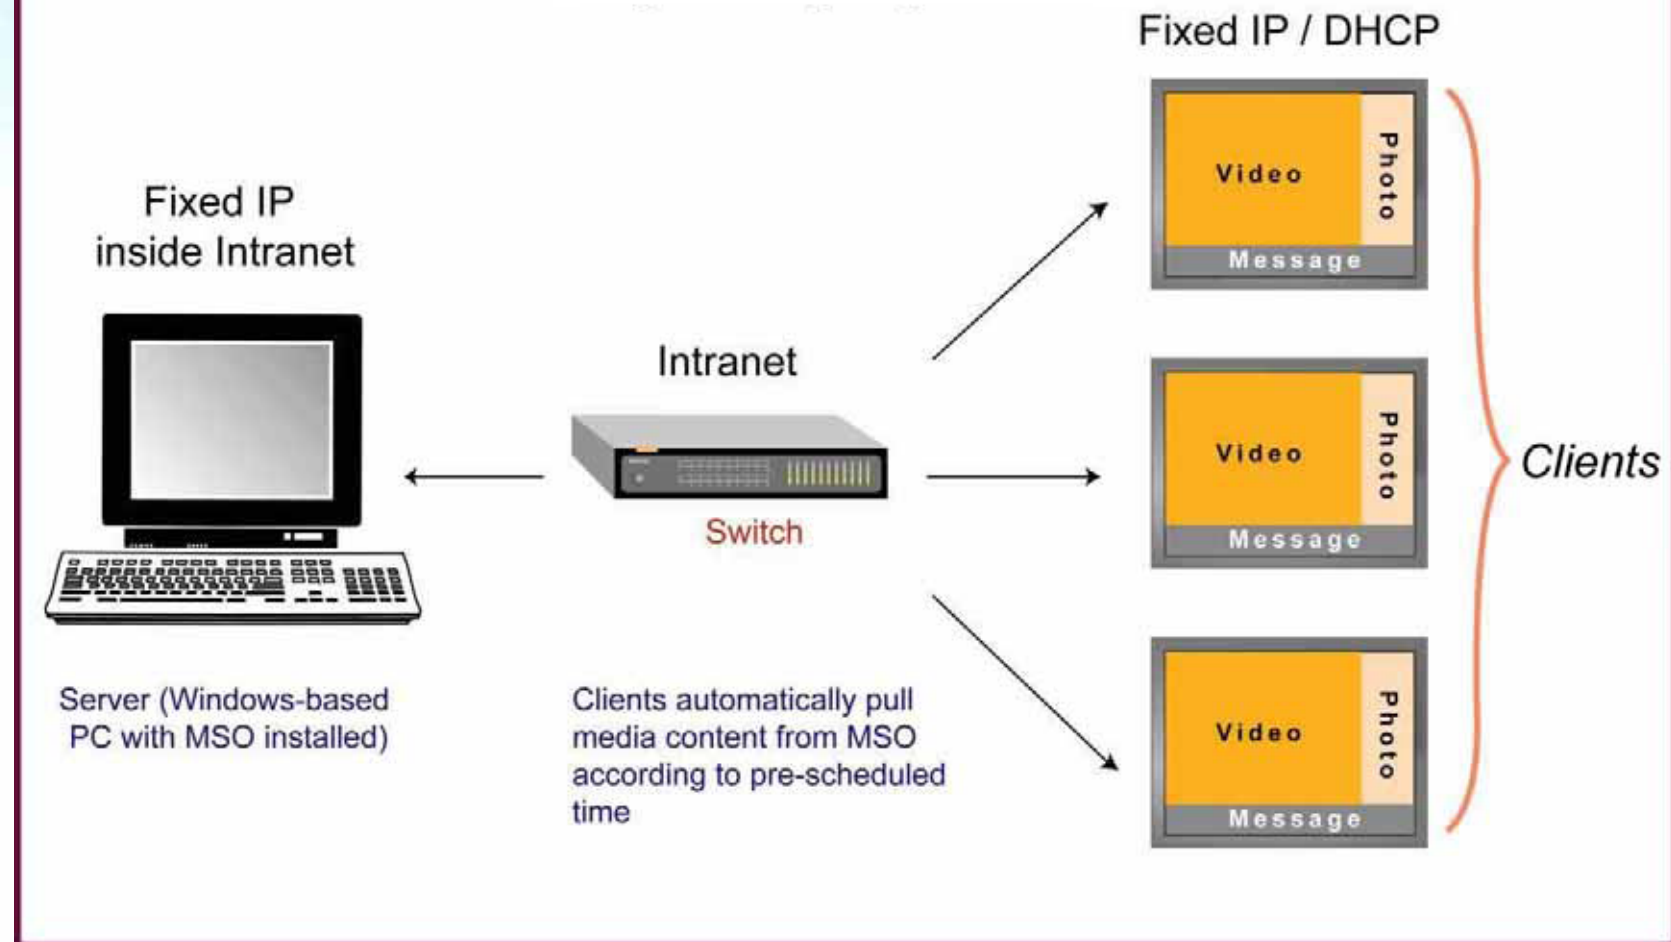 Fixed IP / DHCP
Fixed IP
inside Intranet
Intranet
Switch
Server (Windows-based
PC with MSO installed)
Clients automatically pull
media content from MSO
according to pre-scheduled
time
Video
Photo
Message
Video
Photo
Message
Video
Photo
Message
Clients